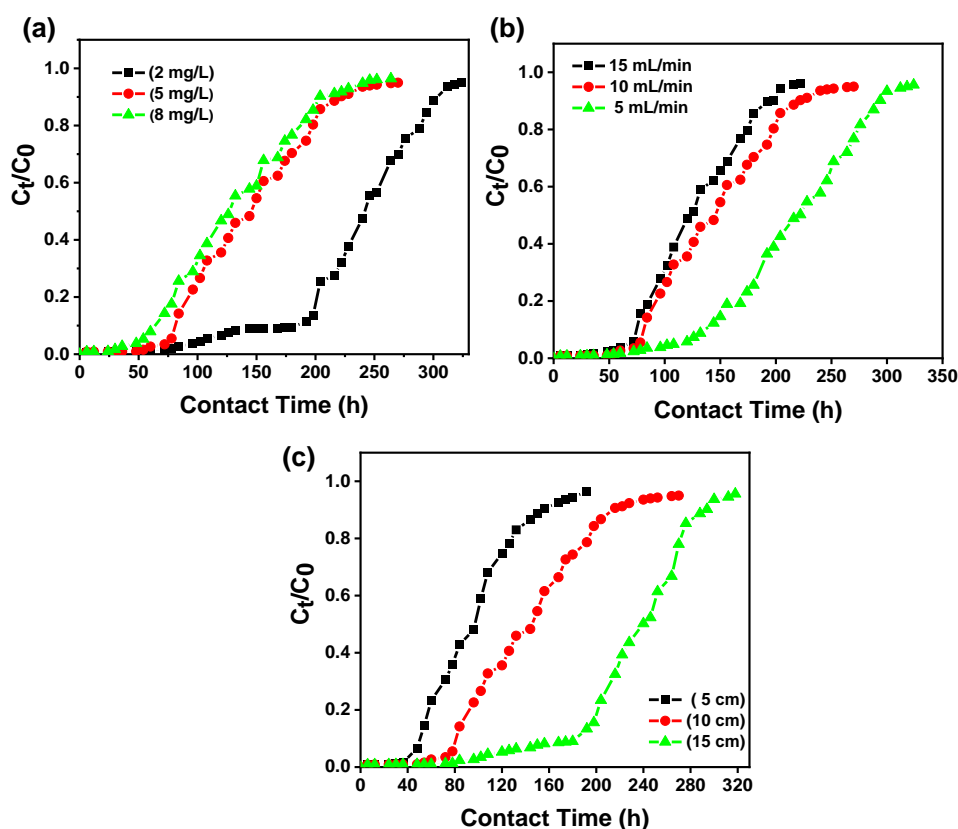 (a)
(2 mg/L)
(5 mg/L)
(8 mg/L)
1.0
0.8
0.6
0.4
0.2
0.0
Ct/C0
0 50 100 150 200 250 300
Contact Time (h)
(b)
15 mL/min
10 mL/min
5 mL/min
1.0
0.8
0.6
0.4
0.2
0.0
Ct/C0
0 50 100 150 200 250 300 350
Contact Time (h)
(c)
1.0
0.8
0.6
0.4
0.2
0.0
Ct/C0
( 5 cm)
(10 cm)
(15 cm)
0 40 80 120 160 200 240 280 320
Contact Time (h)